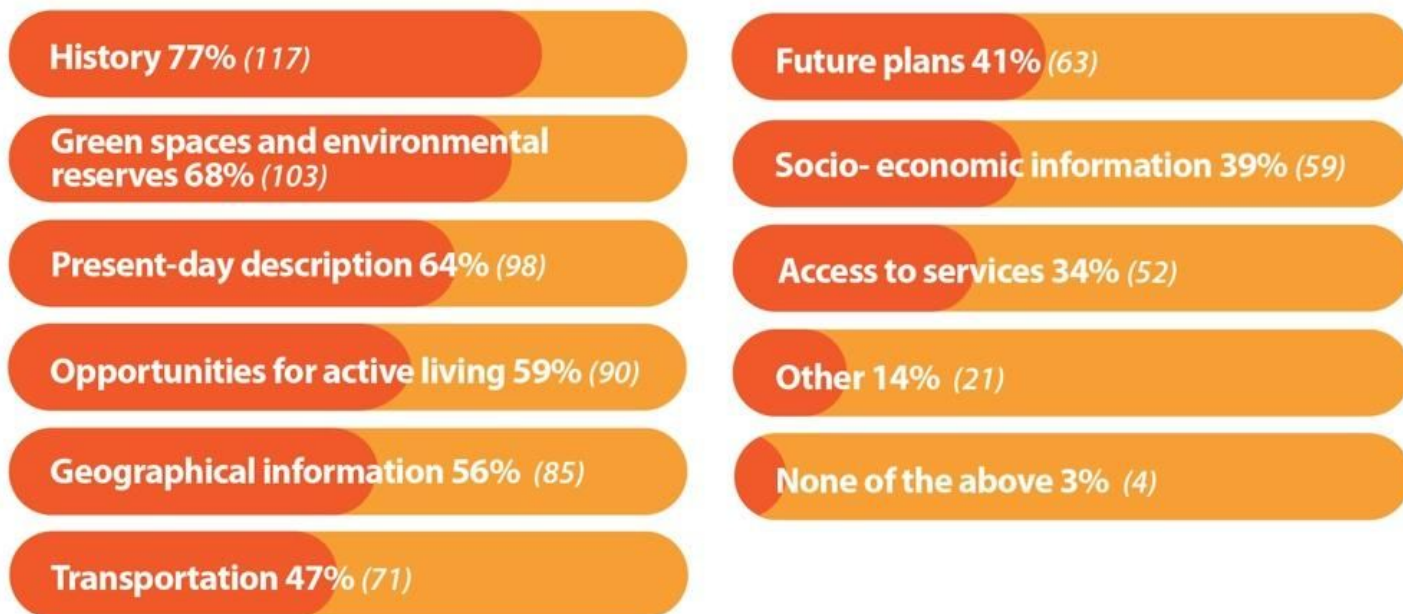 History 77% (117)
Green spaces and environmental
reserves 68% (103)
Present-day description 64% (98)
Opportunities for active living 59% (90)
Geographical information 56% (85)
Transportation 47% (71)
Future plans 41% (63)
Socio- economic information 39% (59)
Access to services 34% (52)
Other 14% (21)
None of the above 3% (4)